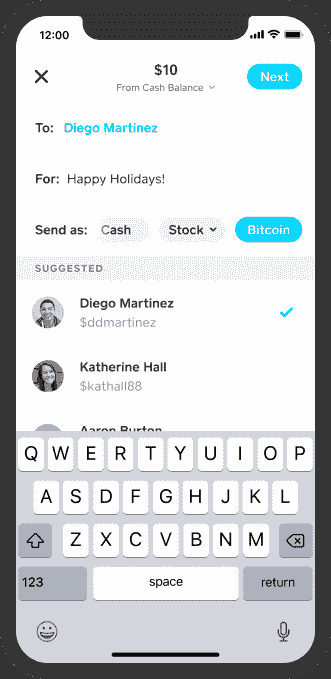 12:00
$10
Next
From Cash Balance
To: Diego Martinez
For: Happy Holidays!
Send as: Cash Stock Bitcoin
SUGGESTED
Diego Martinez
$ddmartinez
Katherine Hall
$kathall88
Aaron Burton
Q W E R T Y U I O P
A S D F G H J K L
Z X C V B N M
123 space return